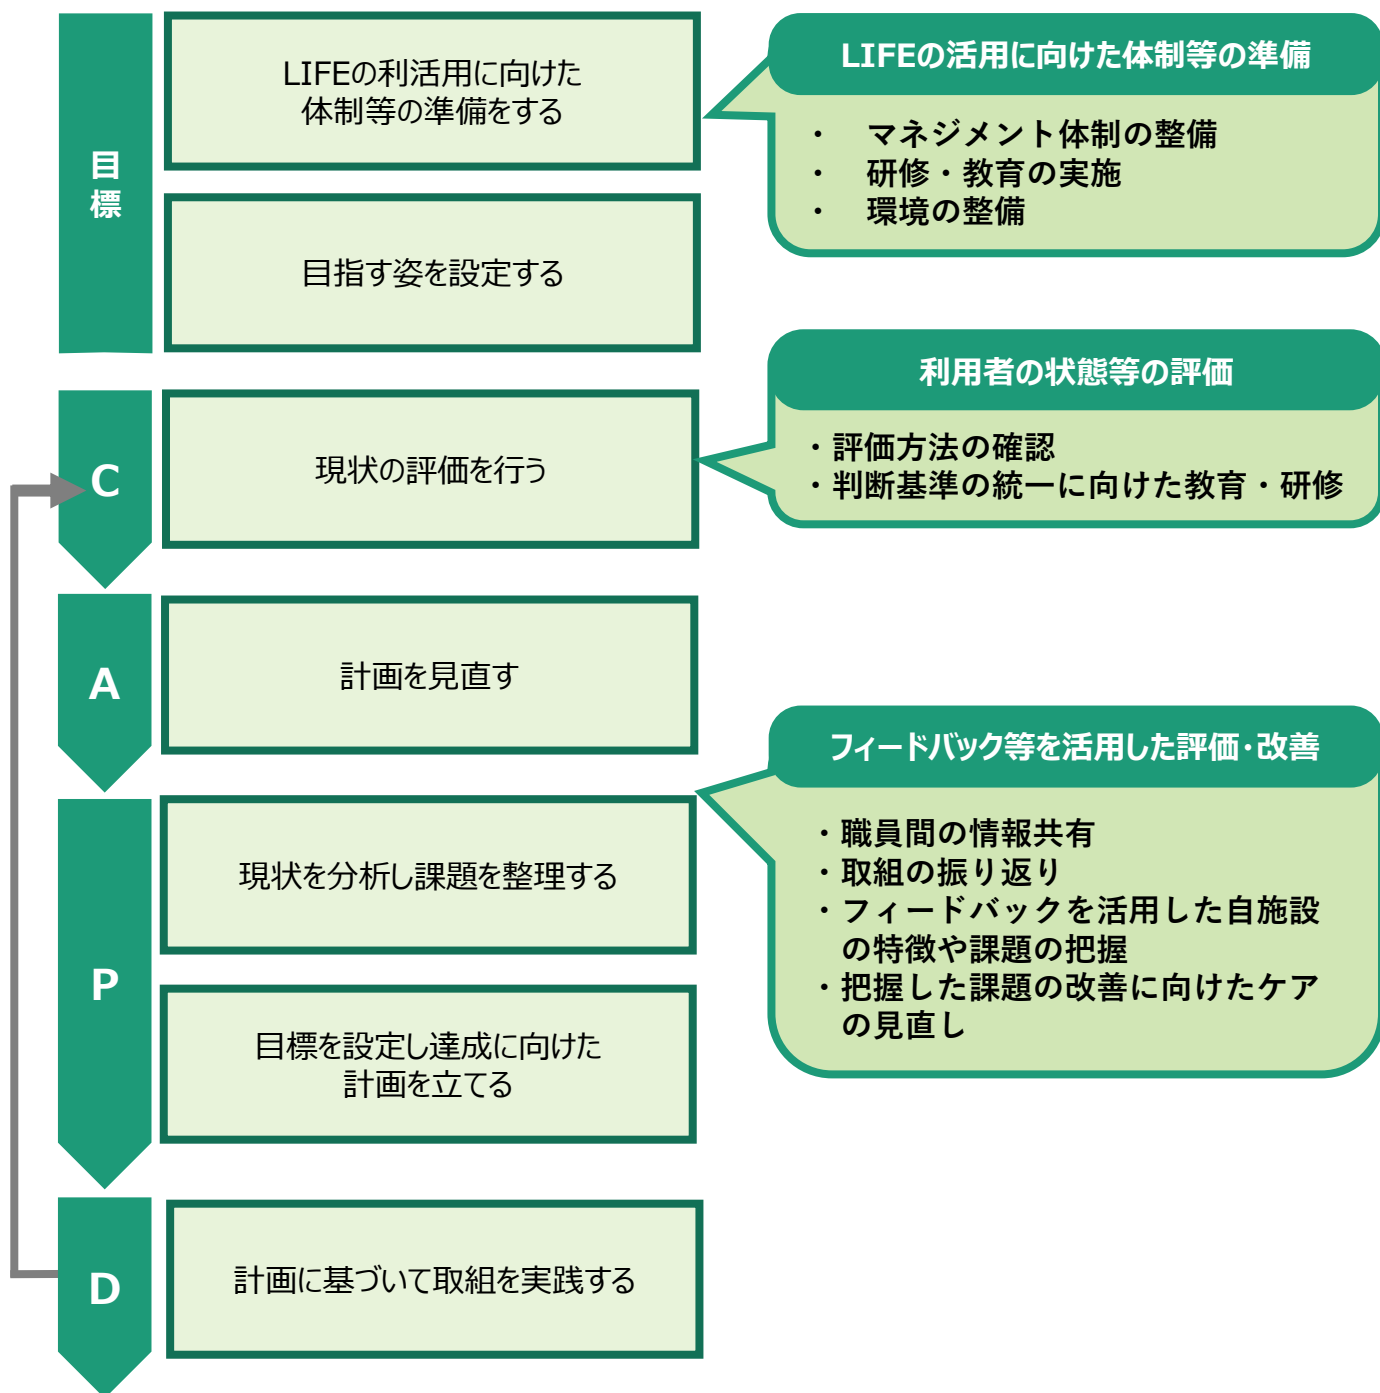 目
標
LIFEの利活用に向けた
体制等の準備をする
目指す姿を設定する
LIFEの活用に向けた体制等の準備
・　マネジメント体制の整備
・　研修・教育の実施
・　環境の整備
C
現状の評価を行う
利用者の状態等の評価
・評価方法の確認
・判断基準の統一に向けた教育・研修
A
計画を見直す
フィードバック等を活用した評価・改善
・職員間の情報共有
・取組の振り返り
・フィードバックを活用した自施設
の特徴や課題の把握
・把握した課題の改善に向けたケア
の見直し
P
現状を分析し課題を整理する
目標を設定し達成に向けた
計画を立てる
D
計画に基づいて取組を実践する